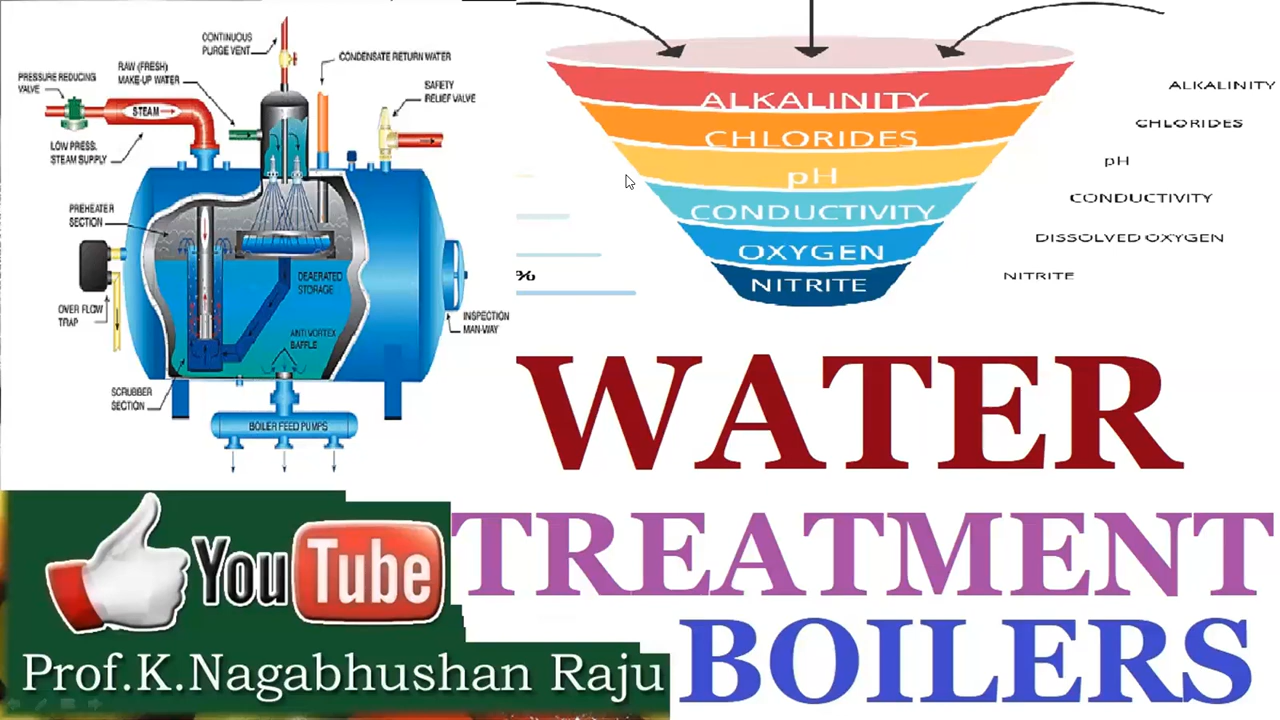 CONTINUOUS
PURGE VENT
RAW (FRESH)
MAKE-UP WATER
CONDENSATE RETURN WATER
PRESSURE REDUCING
VALVE
SAFETY
RELIEF VALVE
STEAM
LOW PRESS.
STEAM SUPPLY
PREHEATER
SECTION
DEAERATED
STORAGE
OVER FLOW
TRAP
ANTI VORTEX
BAFFLE
INSPECTION
MAN-WAY
SCRUBBER
SECTION
BOILER FEED PUMPS
ALKALINITY
CHLORIDES
pH
CONDUCTIVITY
OXYGEN
NITRITE
ALKALINITY
CHLORIDES
pH
CONDUCTIVITY
DISSOLVED OXYGEN
NITRITE
%
WATER
TREATMENT
BOILERS
YouTube
Prof.K.Nagabhushan Raju